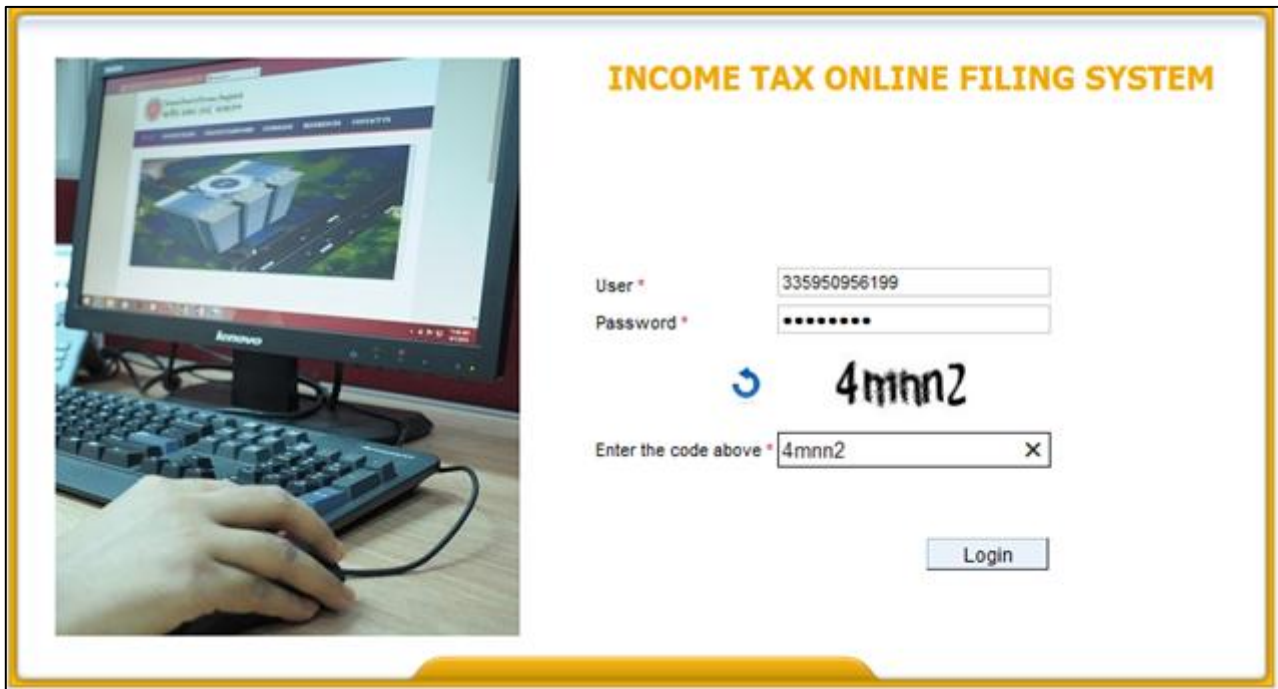 INCOME TAX ONLINE FILING SYSTEM
User * 335950956199
Password * ••••••••
4mnn2
Enter the code above * 4mnn2 ×
Login
lenovo